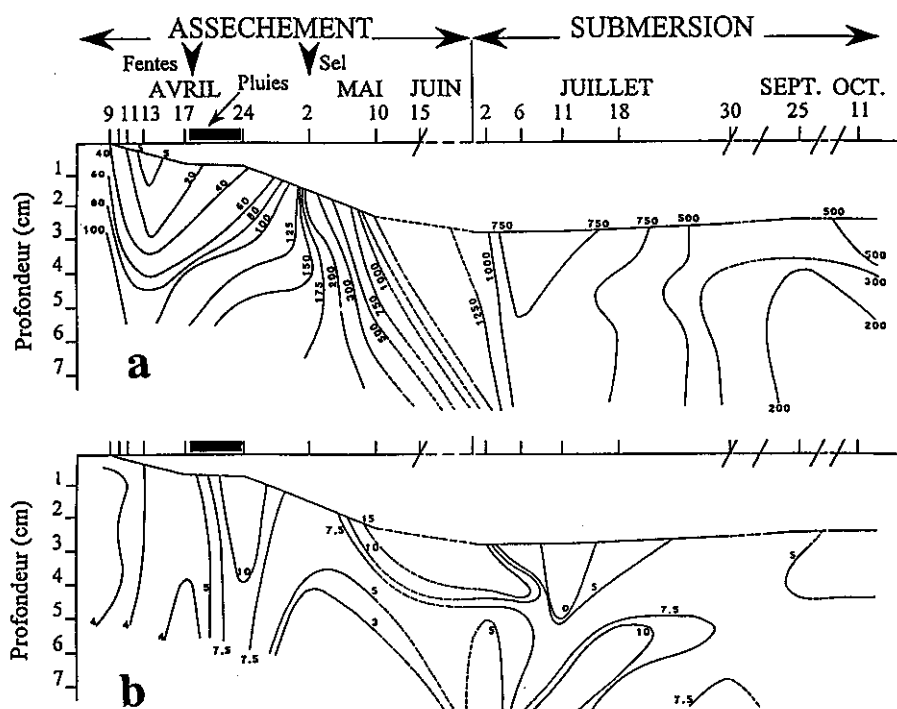 ASSECHEMENT SUBMERSION
Fentes Sel
AVRIL Pluies MAI JUIN JUILLET SEPT. OCT.
9 11 13 17 24 2 10 15 2 6 11 18 30 25 11
Profondeur (cm)
1
2
3
4
5
6
7
40 60 80 100
20 40 60 80 100 125 150 175 200 300 500 750 1000 1250
1000 750 750 750 500 500 500 300 200 200
a
Profondeur (cm)
1
2
3
4
5
6
7
4 4 4 5 7.5 10 7.5 5 3 7.5 10 15
5 0 5 7.5 10 7.5 5
b